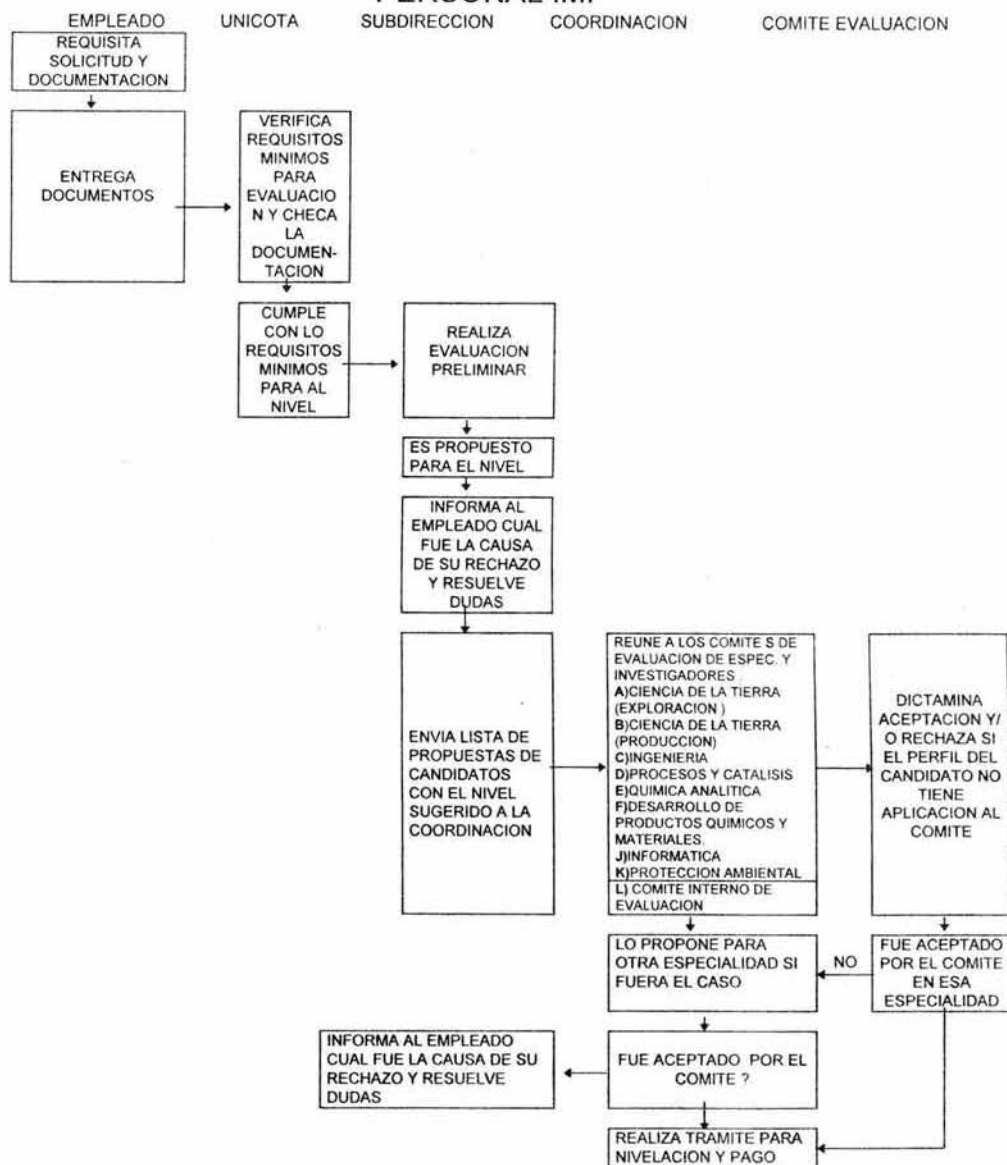 EMPLEADO UNICOTA SUBDIRECCION COORDINACION COMITE EVALUACION
REQUISITA
SOLICITUD Y
DOCUMENTACION
ENTREGA
DOCUMENTOS
VERIFICA
REQUISITOS
MINIMOS
PARA
EVALUACIO
N Y CHECA
LA
DOCUMEN-
TACION
CUMPLE
CON LO
REQUISITOS
MINIMOS
PARA AL
NIVEL
REALIZA
EVALUACION
PRELIMINAR
ES PROPUESTO
PARA EL NIVEL
INFORMA AL
EMPLEADO CUAL
FUE LA CAUSA
DE SU RECHAZO
Y RESUELVE
DUDAS
ENVIA LISTA DE
PROPUESTAS DE
CANDIDATOS
CON EL NIVEL
SUGERIDO A LA
COORDINACION
REUNE A LOS COMITE S DE
EVALUACION DE ESPEC. Y
INVESTIGADORES
A)CIENCIA DE LA TIERRA
(EXPLORACION )
B)CIENCIA DE LA TIERRA
(PRODUCCION)
C)INGENIERIA
D)PROCESOS Y CATALISIS
E)QUIMICA ANALITICA
F)DESARROLLO DE
PRODUCTOS QUIMICOS Y
MATERIALES.
J)INFORMATICA
K)PROTECCION AMBIENTAL
L) COMITE INTERNO DE
EVALUACION
DICTAMINA
ACEPTACION Y/
O RECHAZA SI
EL PERFIL DEL
CANDIDATO NO
TIENE
APLICACION AL
COMITE
LO PROPONE PARA
OTRA ESPECIALIDAD SI
FUERA EL CASO
NO
FUE ACEPTADO
POR EL COMITE
EN ESA
ESPECIALIDAD
INFORMA AL EMPLEADO
CUAL FUE LA CAUSA DE SU
RECHAZO Y RESUELVE
DUDAS
FUE ACEPTADO POR EL
COMITE ?
REALIZA TRAMITE PARA
NIVELACION Y PAGO